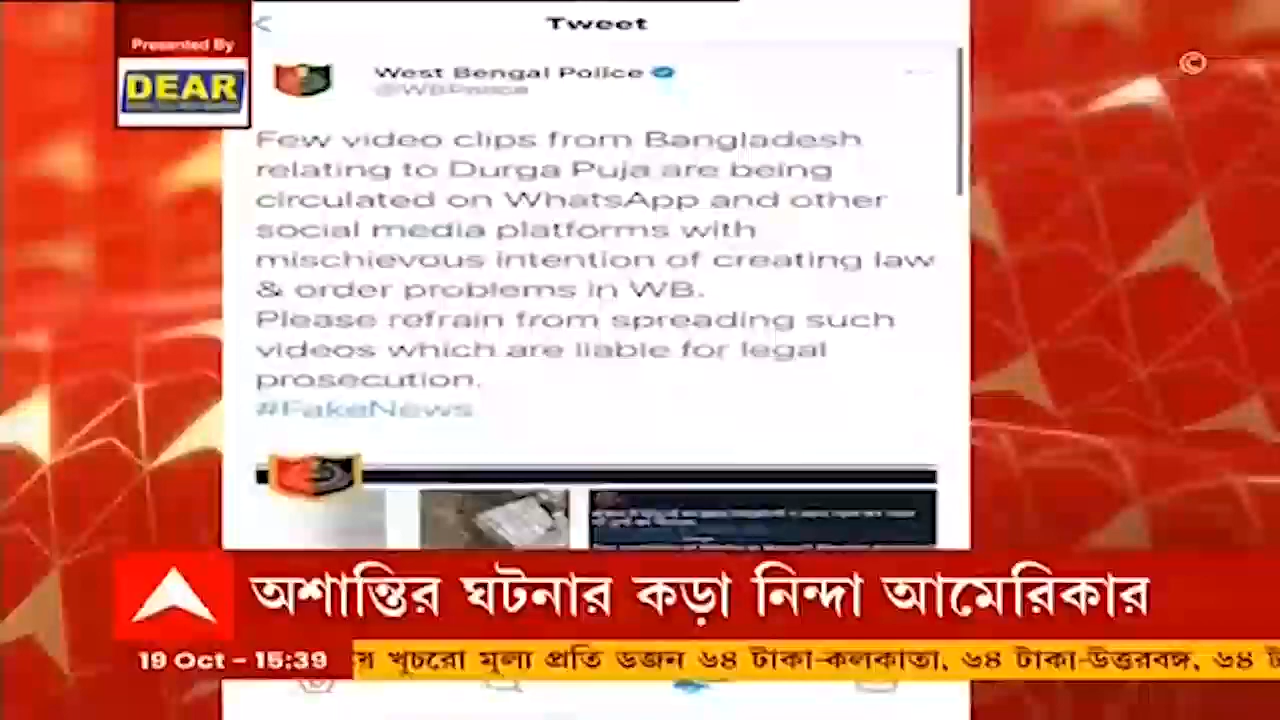 Presented By
DEAR
Tweet
West Bengal Police
@WBPolice
Few video clips from Bangladesh
relating to Durga Puja are being
circulated on WhatsApp and other
social media platforms with
mischievous intention of creating law
& order problems in WB.
Please refrain from spreading such
videos which are liable for legal
prosecution.
#FakeNews
©
অশান্তির ঘটনার কড়া নিন্দা আমেরিকার
19 Oct - 15:39
খুচরো মূল্য প্রতি ডজন ৬৪ টাকা-কলকাতা, ৬৪ টাকা-উত্তরবঙ্গ, ৬৪